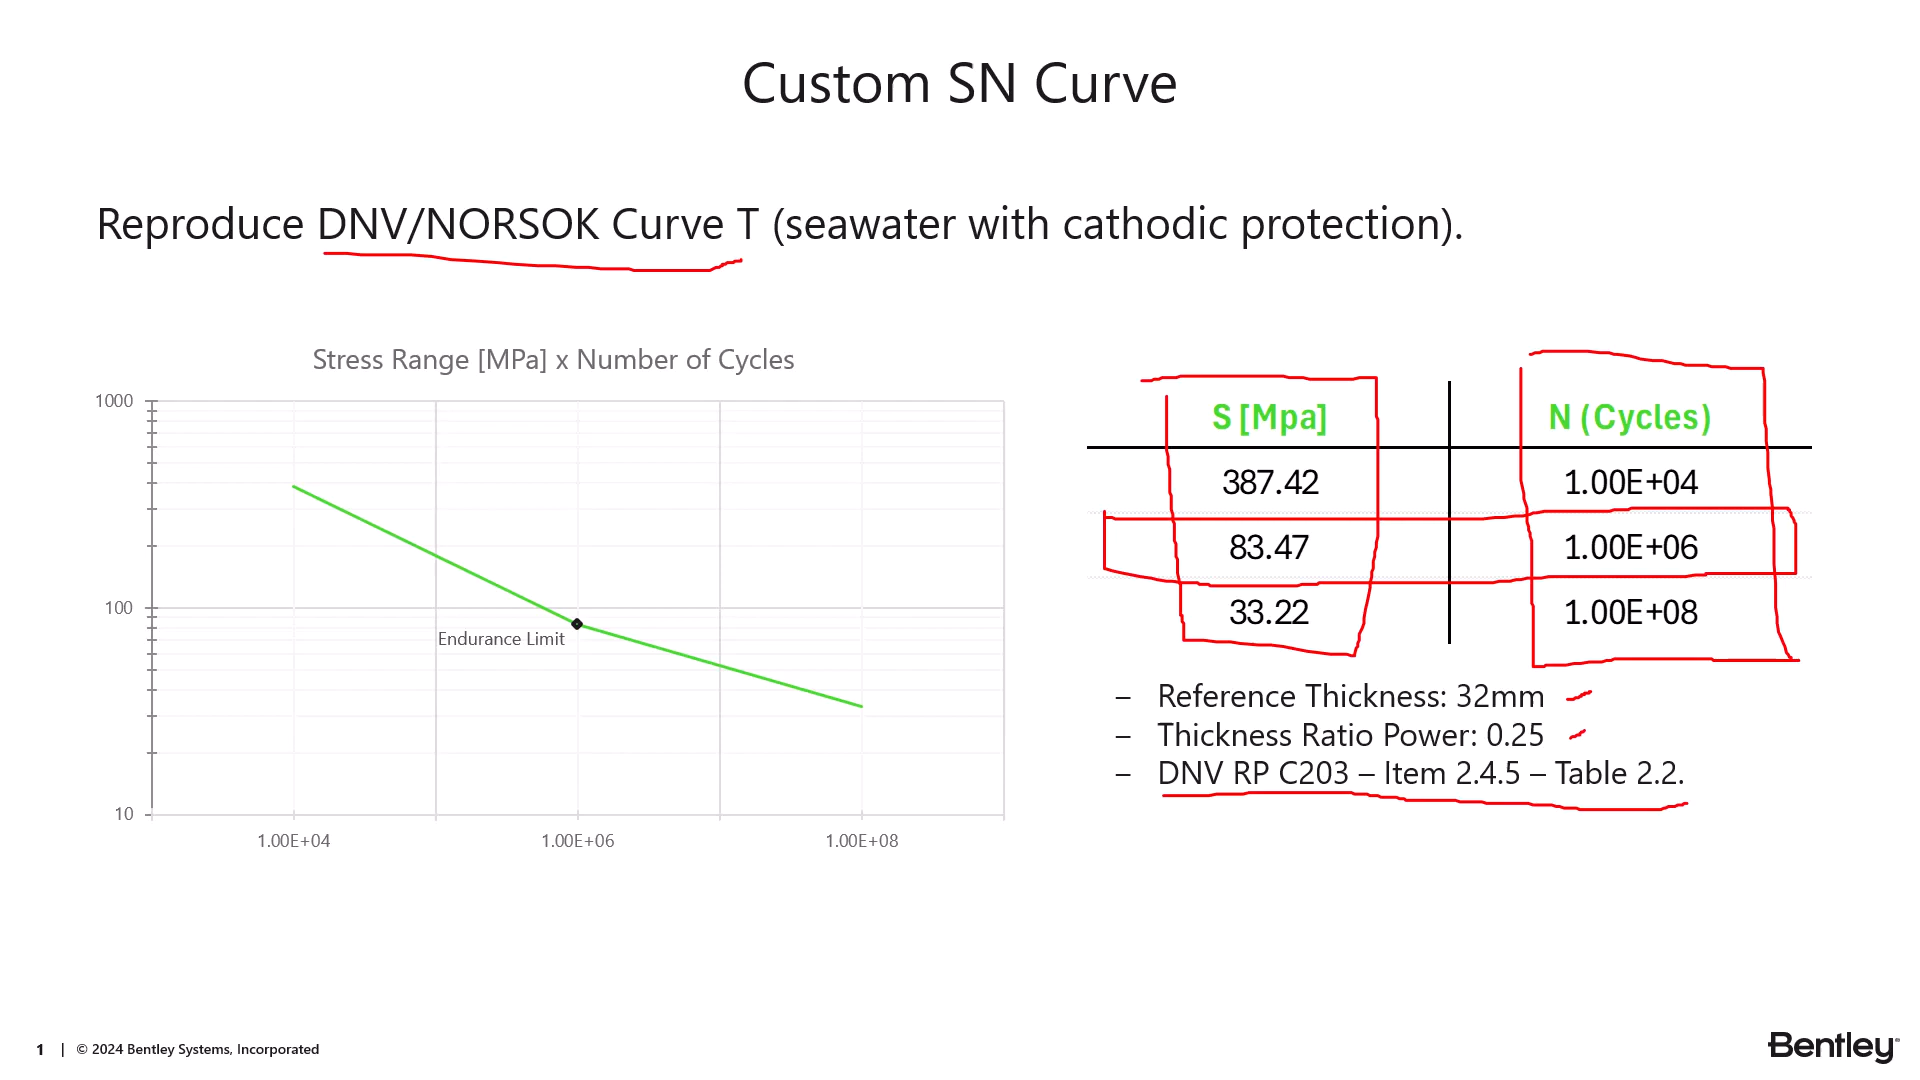 Custom SN Curve
Reproduce DNV/NORSOK Curve T (seawater with cathodic protection).
Stress Range [MPa] x Number of Cycles
1000
100
10
Endurance Limit
1.00E+04 1.00E+06 1.00E+08
S [Mpa] N (Cycles)
387.42 1.00E+04
83.47 1.00E+06
33.22 1.00E+08
– Reference Thickness: 32mm
– Thickness Ratio Power: 0.25
– DNV RP C203 – Item 2.4.5 – Table 2.2.
1 | © 2024 Bentley Systems, Incorporated
Bentley